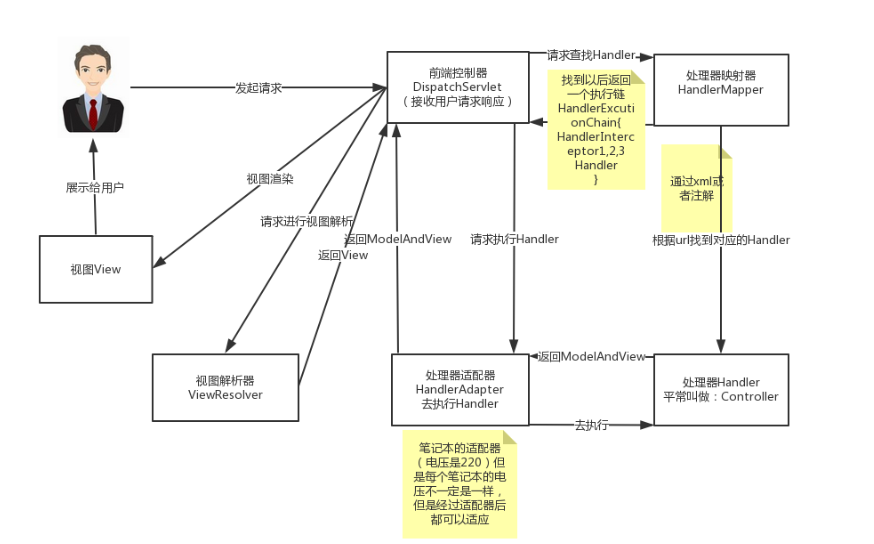 发起请求
前端控制器
DispatchServlet
（接收用户请求响应）
请求查找Handler
处理器映射器
HandlerMapper
找到以后返回
一个执行链
HandlerExcuti
onChain{
HandlerInterc
eptor1,2,3
Handler
}
通过xml或
者注解
展示给用户
视图渲染
请求进行视图解析
返回ModelAndView
返回View
请求执行Handler
根据url找到对应的Handler
视图View
视图解析器
ViewResolver
处理器适配器
HandlerAdapter
去执行Handler
返回ModelAndView
去执行
处理器Handler
平常叫做：Controller
笔记本的适配器
（电压是220）但
是每个笔记本的电
压不一定是一样，
但是经过适配器后
都可以适应